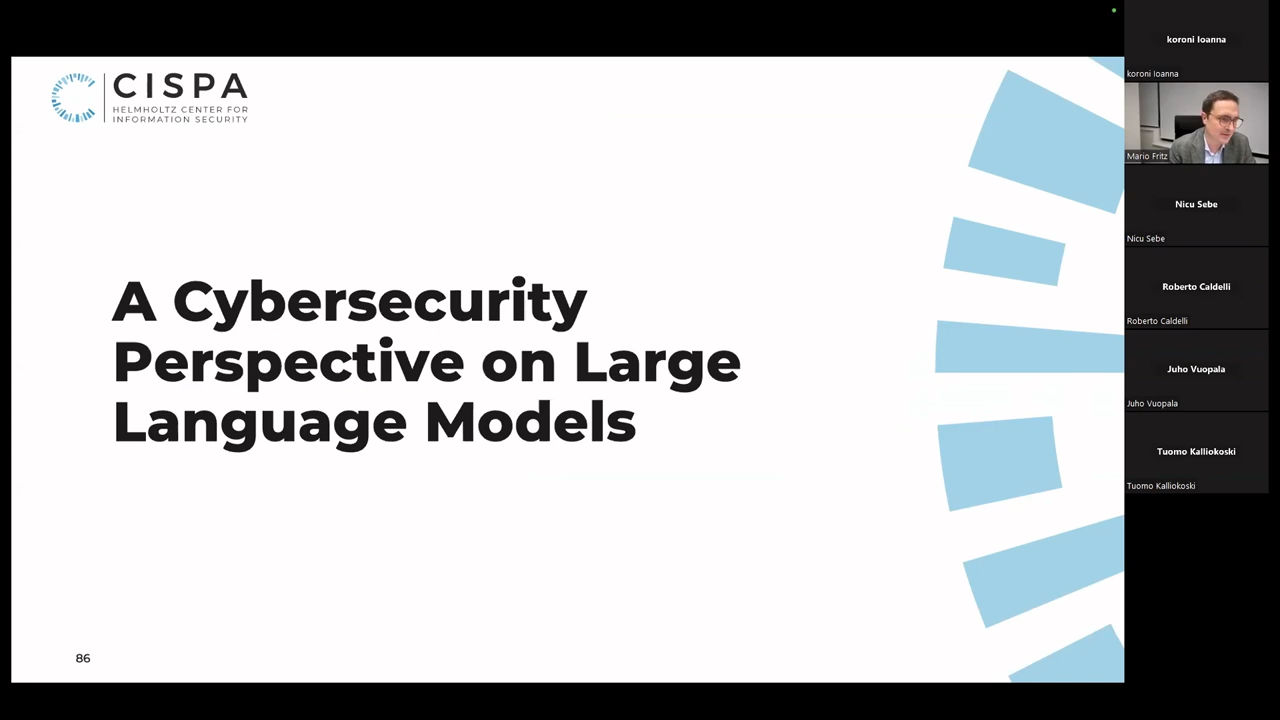 CISPA
HELMHOLTZ CENTER FOR
INFORMATION SECURITY
A Cybersecurity
Perspective on Large
Language Models
86
koroni Ioanna
koroni Ioanna
Mario Fritz
Nicu Sebe
Nicu Sebe
Roberto Caldelli
Roberto Caldelli
Juho Vuopala
Juho Vuopala
Tuomo Kalliokoski
Tuomo Kalliokoski